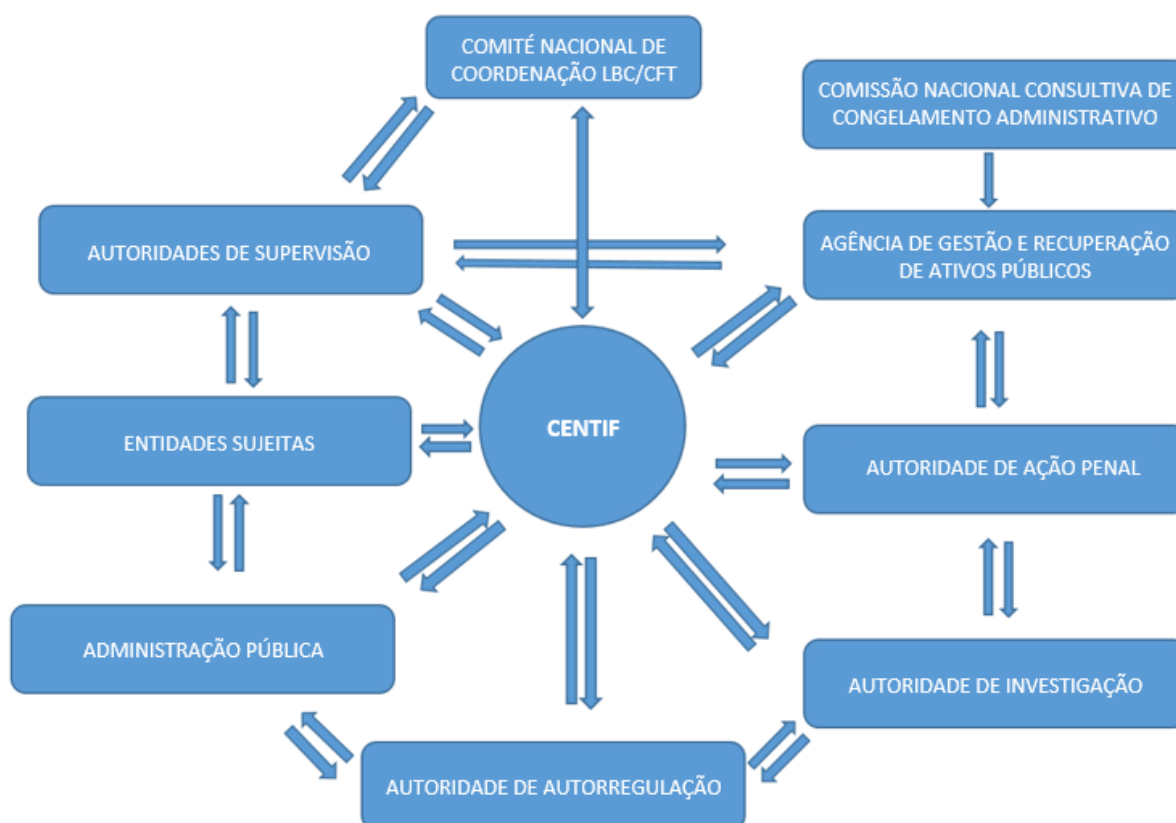 COMITÉ NACIONAL DE
COORDENAÇÃO LBC/CFT
COMISSÃO NACIONAL CONSULTIVA DE
CONGELAMENTO ADMINISTRATIVO
AUTORIDADES DE SUPERVISÃO
AGÊNCIA DE GESTÃO E RECUPERAÇÃO
DE ATIVOS PÚBLICOS
CENTIF
ENTIDADES SUJEITAS
AUTORIDADE DE AÇÃO PENAL
ADMINISTRAÇÃO PÚBLICA
AUTORIDADE DE INVESTIGAÇÃO
AUTORIDADE DE AUTORREGULAÇÃO